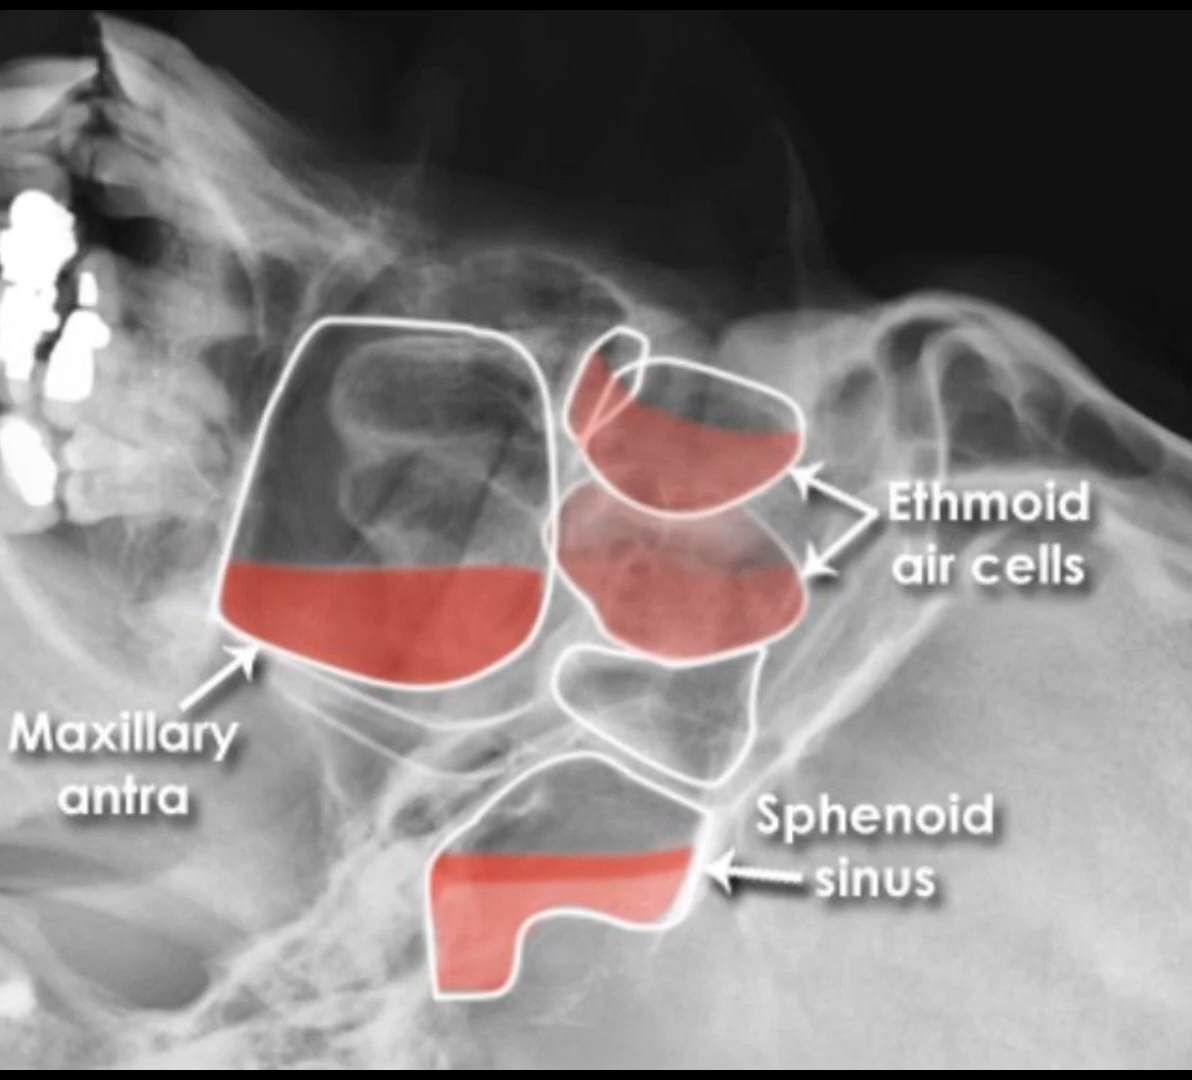 Ethmoid
air cells
Maxillary
antra
Sphenoid
sinus